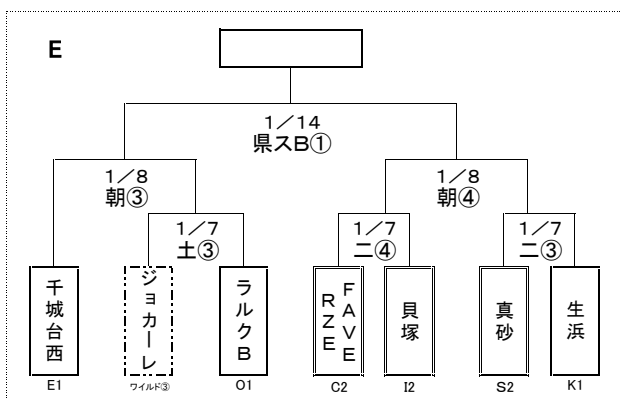 E
1/14
県スB①
1/8
朝③
1/8
朝④
1/7
土③
1/7
二④
1/7
二③
千城台西
ジョカーレ
ラルクB
FAVE
RZE
貝塚
真砂
生浜
E1
ワイルド③
O1
C2
I2
S2
K1